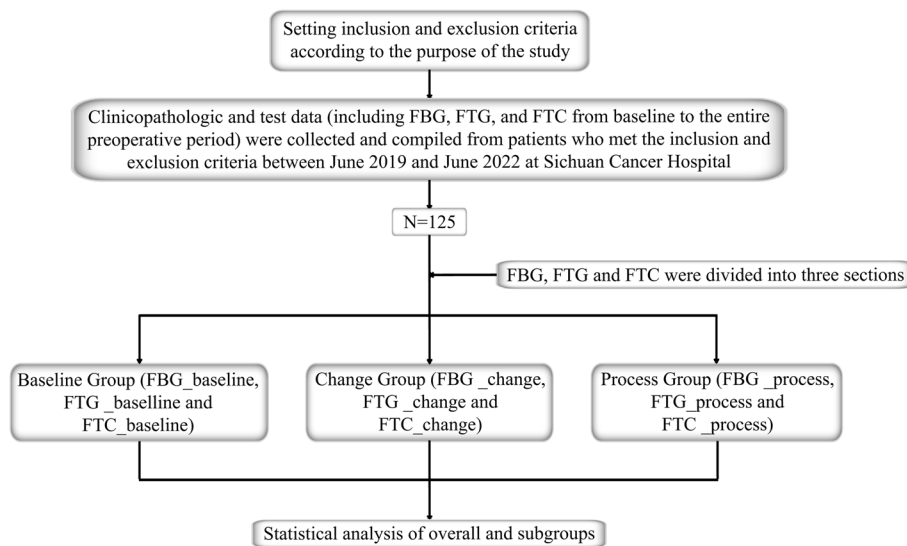 Setting inclusion and exclusion criteria
according to the purpose of the study
Clinicopathologic and test data (including FBG, FTG, and FTC from baseline to the entire
preoperative period) were collected and compiled from patients who met the inclusion and
exclusion criteria between June 2019 and June 2022 at Sichuan Cancer Hospital
N=125
FBG, FTG and FTC were divided into three sections
Baseline Group (FBG_baseline,
FTG _baselline and
FTC_baseline)
Change Group (FBG _change,
FTG _change and
FTC_change)
Process Group (FBG _process,
FTG_process and
FTC _process)
Statistical analysis of overall and subgroups